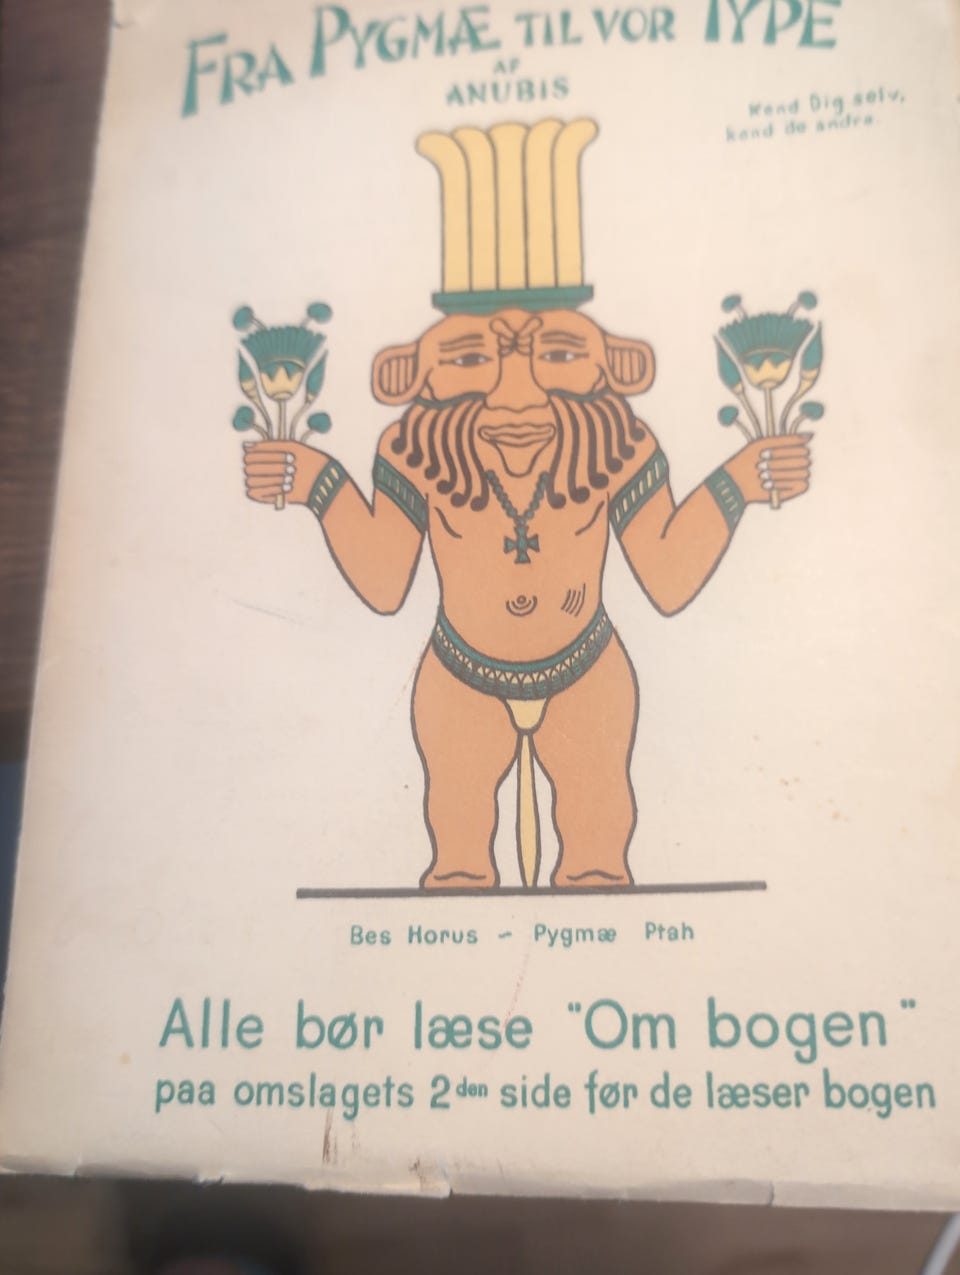 FRA PYGMÆ TIL VOR TYPE
AF
ANUBIS
Kend Dig selv,
kend de andre.
Bes Horus – Pygmæ Ptah
Alle bør læse "Om bogen"
paa omslagets 2den side før de læser bogen